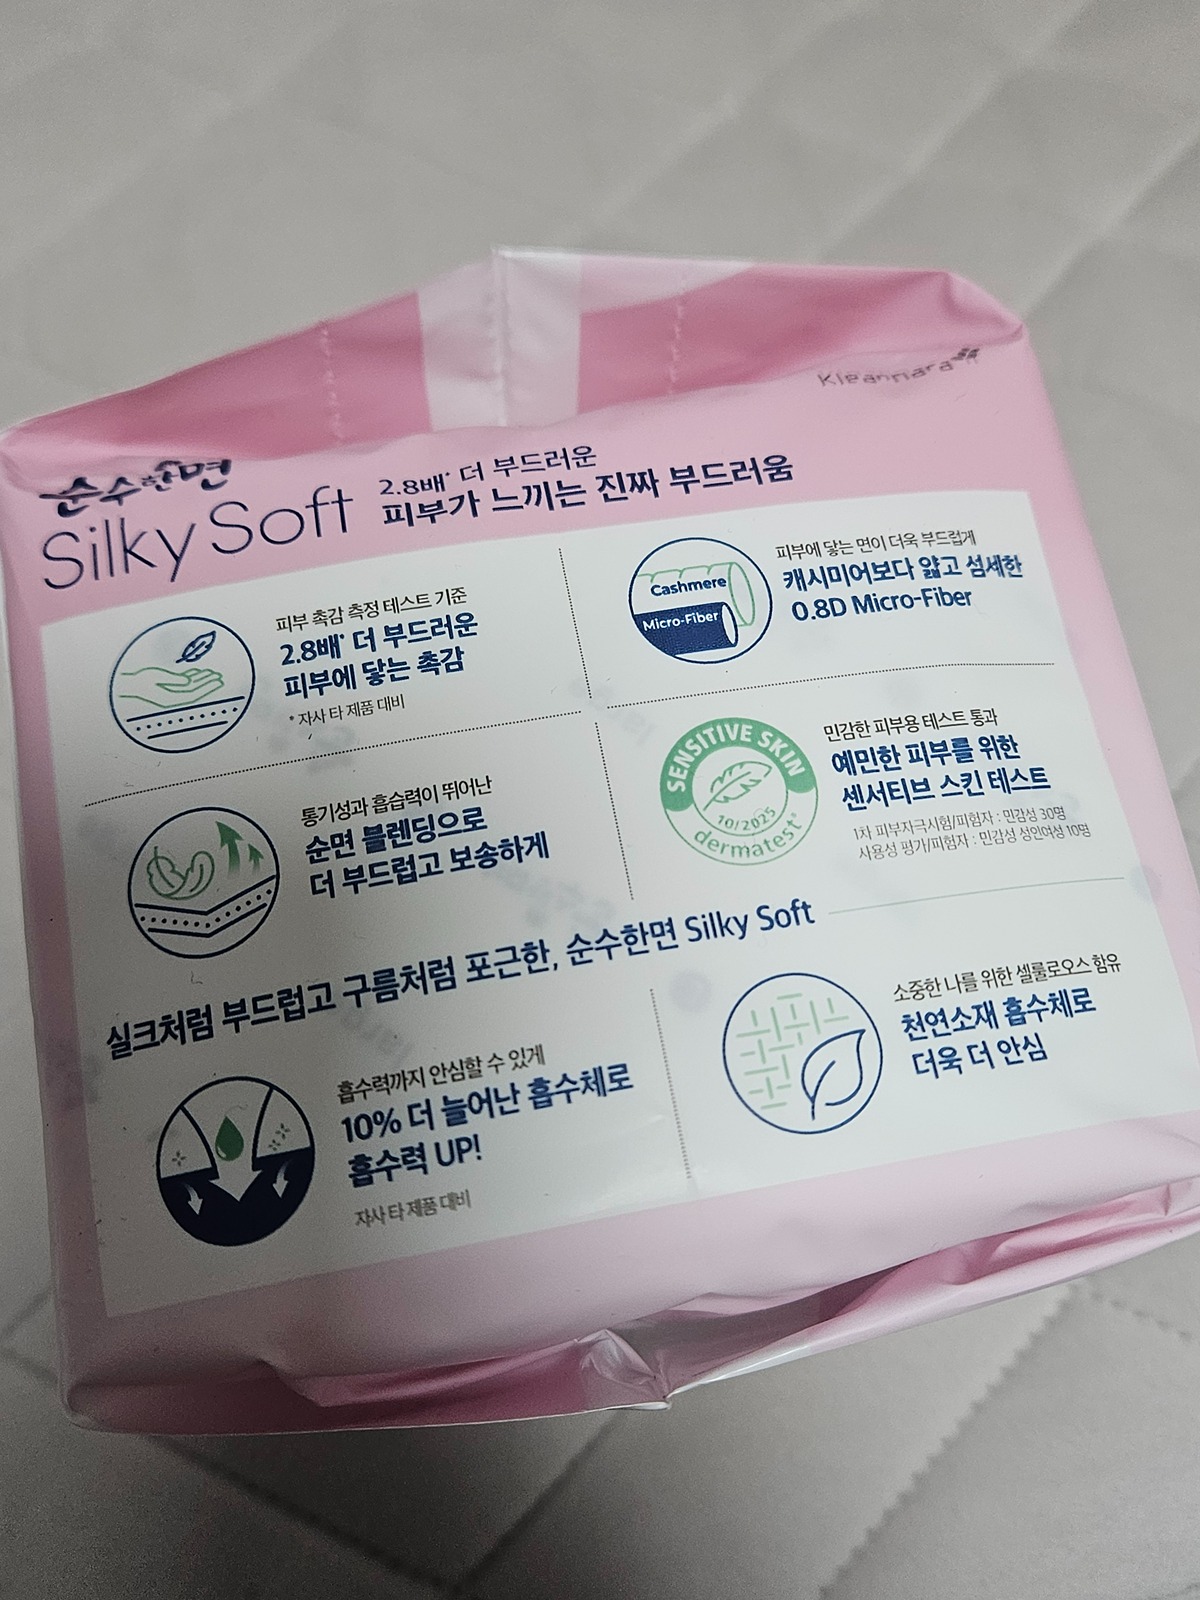 Kleannara
순수한면
Silky Soft
2.8배* 더 부드러운
피부가 느끼는 진짜 부드러움
피부 촉감 측정 테스트 기준
2.8배* 더 부드러운
피부에 닿는 촉감
* 자사 타 제품 대비
Cashmere
Micro-Fiber
피부에 닿는 면이 더욱 부드럽게
캐시미어보다 얇고 섬세한
0.8D Micro-Fiber
통기성과 흡습력이 뛰어난
순면 블렌딩으로
더 부드럽고 보송하게
SENSITIVE SKIN
10/2025
dermatest®
민감한 피부용 테스트 통과
예민한 피부를 위한
센서티브 스킨 테스트
1차 피부자극시험/피험자 : 민감성 30명
사용성 평가/피험자 : 민감성 성인여성 10명
실크처럼 부드럽고 구름처럼 포근한, 순수한면 Silky Soft
흡수력까지 안심할 수 있게
10% 더 늘어난 흡수체로
흡수력 UP!
자사 타 제품 대비
소중한 나를 위한 셀룰로오스 함유
천연소재 흡수체로
더욱 더 안심